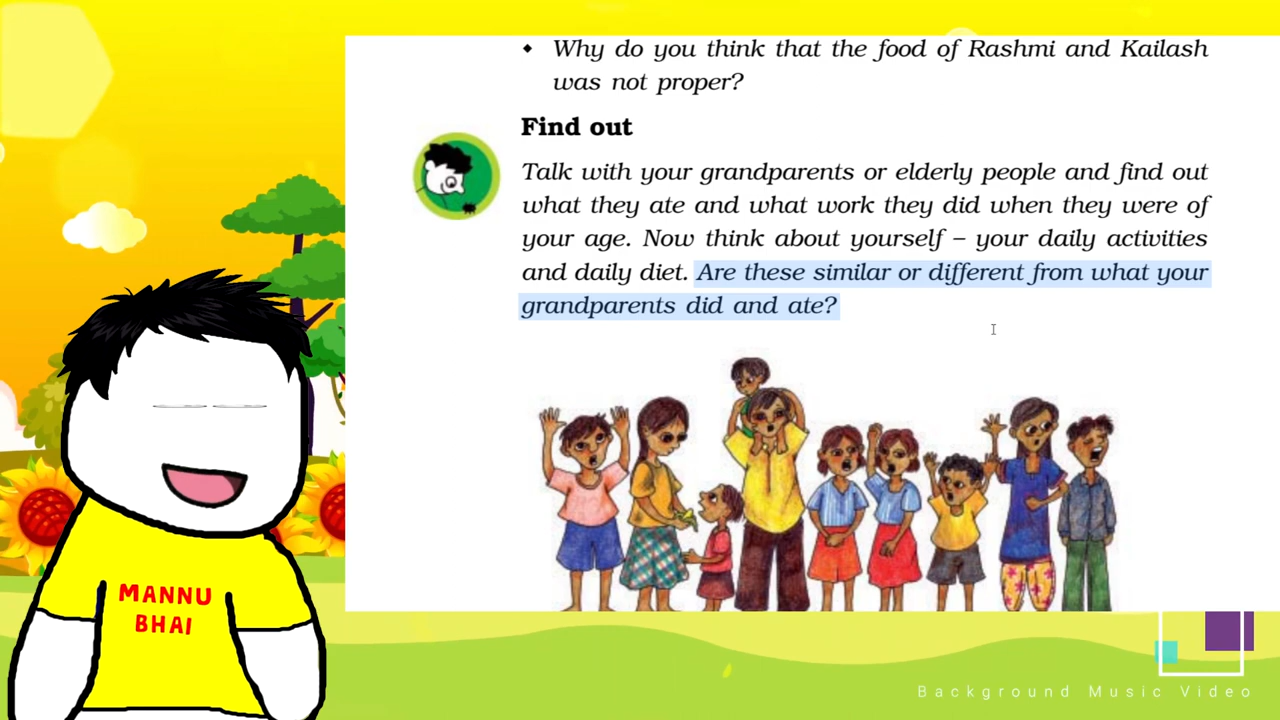 ◆ Why do you think that the food of Rashmi and Kailash
was not proper?
Find out
Talk with your grandparents or elderly people and find out
what they ate and what work they did when they were of
your age. Now think about yourself – your daily activities
and daily diet. Are these similar or different from what your
grandparents did and ate?
MANNU
BHAI
Background Music Video